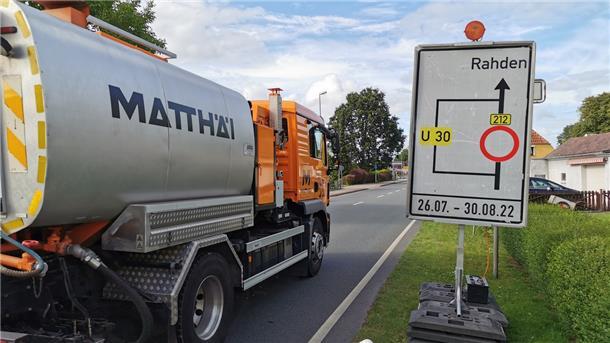 MATTHÄI
Rahden
212
U 30
26.07. - 30.08.22